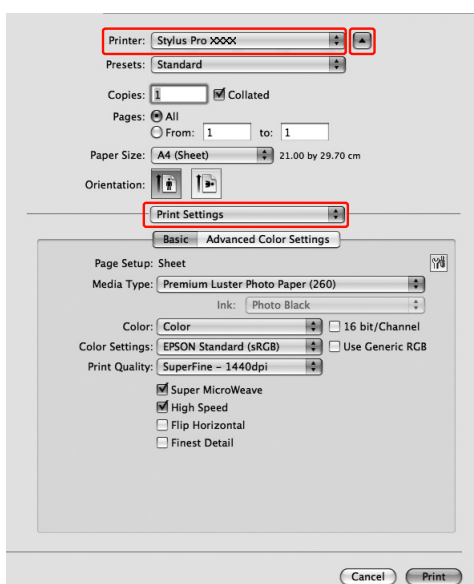 Printer: Stylus Pro XXXX
Presets: Standard
Copies: 1 Collated
Pages: All
From: 1 to: 1
Paper Size: A4 (Sheet) 21.00 by 29.70 cm
Orientation:
Print Settings
Basic Advanced Color Settings
Page Setup: Sheet
Media Type: Premium Luster Photo Paper (260)
Ink: Photo Black
Color: Color 16 bit/Channel
Color Settings: EPSON Standard (sRGB) Use Generic RGB
Print Quality: SuperFine - 1440dpi
Super MicroWeave
High Speed
Flip Horizontal
Finest Detail
Cancel Print